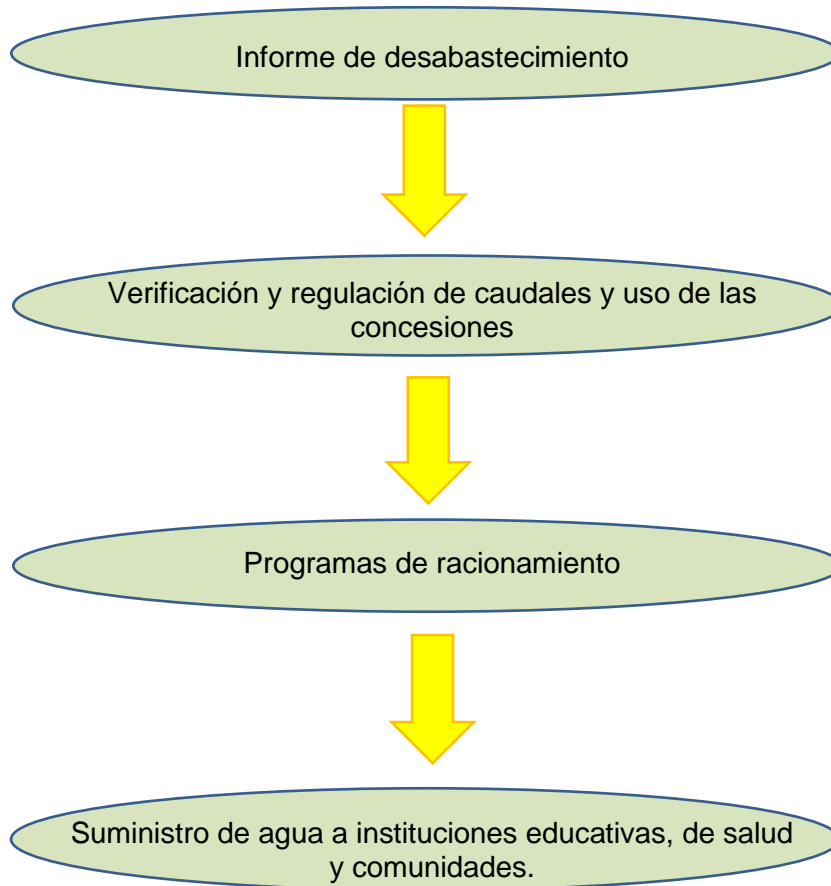 Informe de desabastecimiento
Verificación y regulación de caudales y uso de las
concesiones
Programas de racionamiento
Suministro de agua a instituciones educativas, de salud
y comunidades.